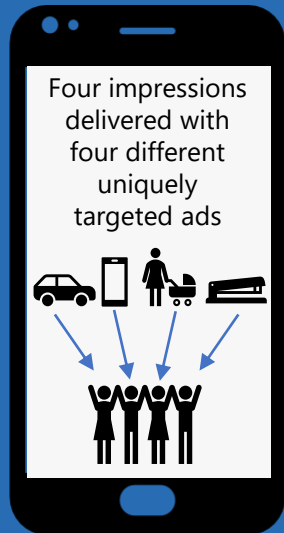 Four impressions
delivered with
four different
uniquely
targeted ads